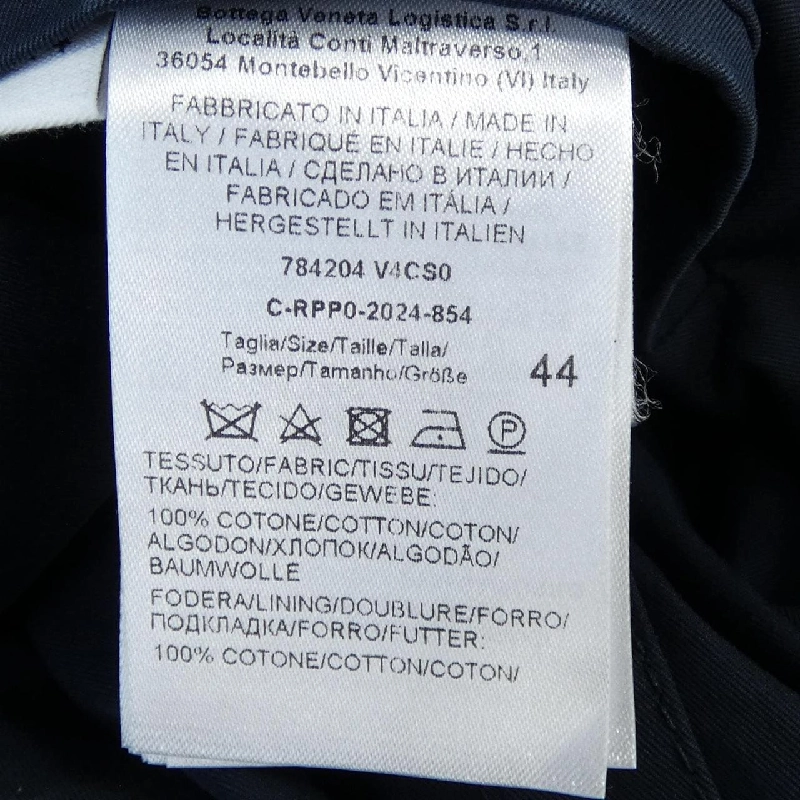 Bottega Veneta Logistica S.r.l.
Località Conti Maltraverso,1
36054 Montebello Vicentino (VI) Italy
FABBRICATO IN ITALIA / MADE IN
ITALY / FABRIQUÉ EN ITALIE / HECHO
EN ITALIA / СДЕЛАНО В ИТАЛИИ /
FABRICADO EM ITÁLIA /
HERGESTELLT IN ITALIEN
784204 V4CS0
C-RPP0-2024-854
Taglia/Size/Taille/Talla/
Размер/Tamanho/Größe 44
P
TESSUTO/FABRIC/TISSU/TEJIDO/
ТКАНЬ/TECIDO/GEWEBE:
100% COTONE/COTTON/COTON/
ALGODON/ХЛОПОК/ALGODÃO/
BAUMWOLLE
FODERA/LINING/DOUBLURE/FORRO/
ПОДКЛАДКА/FORRO/FUTTER:
100% COTONE/COTTON/COTON/